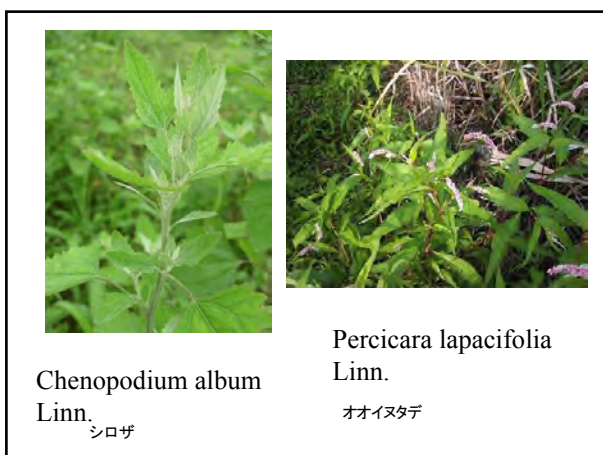 Chenopodium album
Linn.
シロザ
Percicara lapacifolia
Linn.
オオイヌタデ